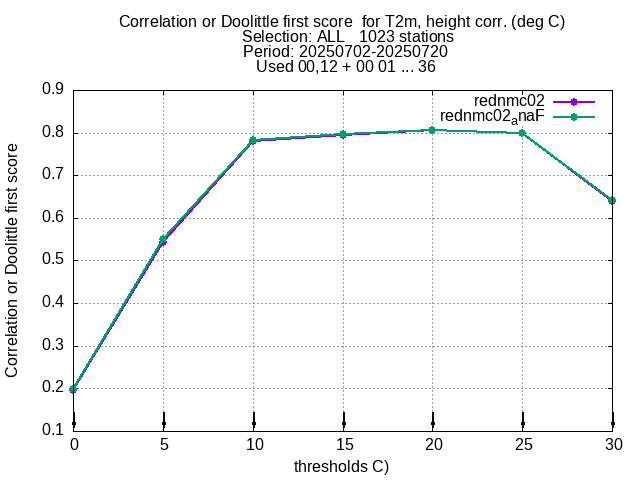 Correlation or Doolittle first score  for T2m, height corr. (deg C)
Selection: ALL   1023 stations
Period: 20250702-20250720
Used 00,12 + 00 01 ... 36
rednmc02
rednmc02anaF
Correlation or Doolittle first score
0.9
0.8
0.7
0.6
0.5
0.4
0.3
0.2
0.1
0 5 10 15 20 25 30
thresholds C)